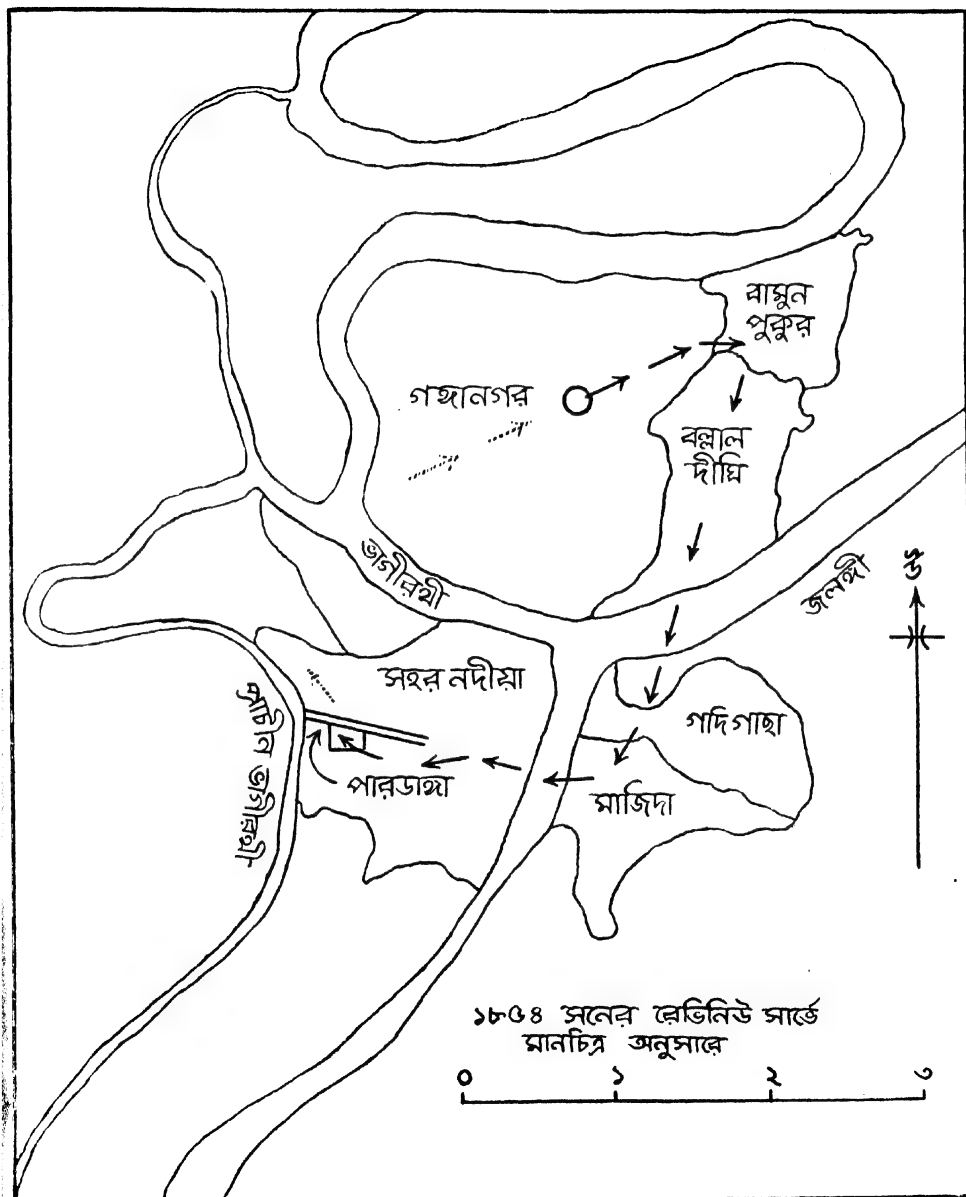 বামুন
পুকুর
গঙ্গানগর
বল্লাল
দীঘি
ভাগীরথী
জলঙ্গী
উ
সহর নদীয়া
গদিগাছা
প্রাচীন ভাগীরথী
পারডাঙ্গা
মাজিদা
১৮৫৪ সনের রেভিনিউ সার্ভে
মানচিত্র অনুসারে
০ ১ ২ ৩